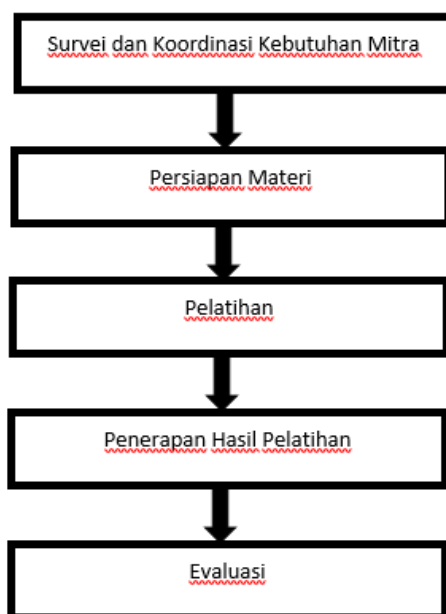 Survei dan Koordinasi Kebutuhan Mitra
Persiapan Materi
Pelatihan
Penerapan Hasil Pelatihan
Evaluasi